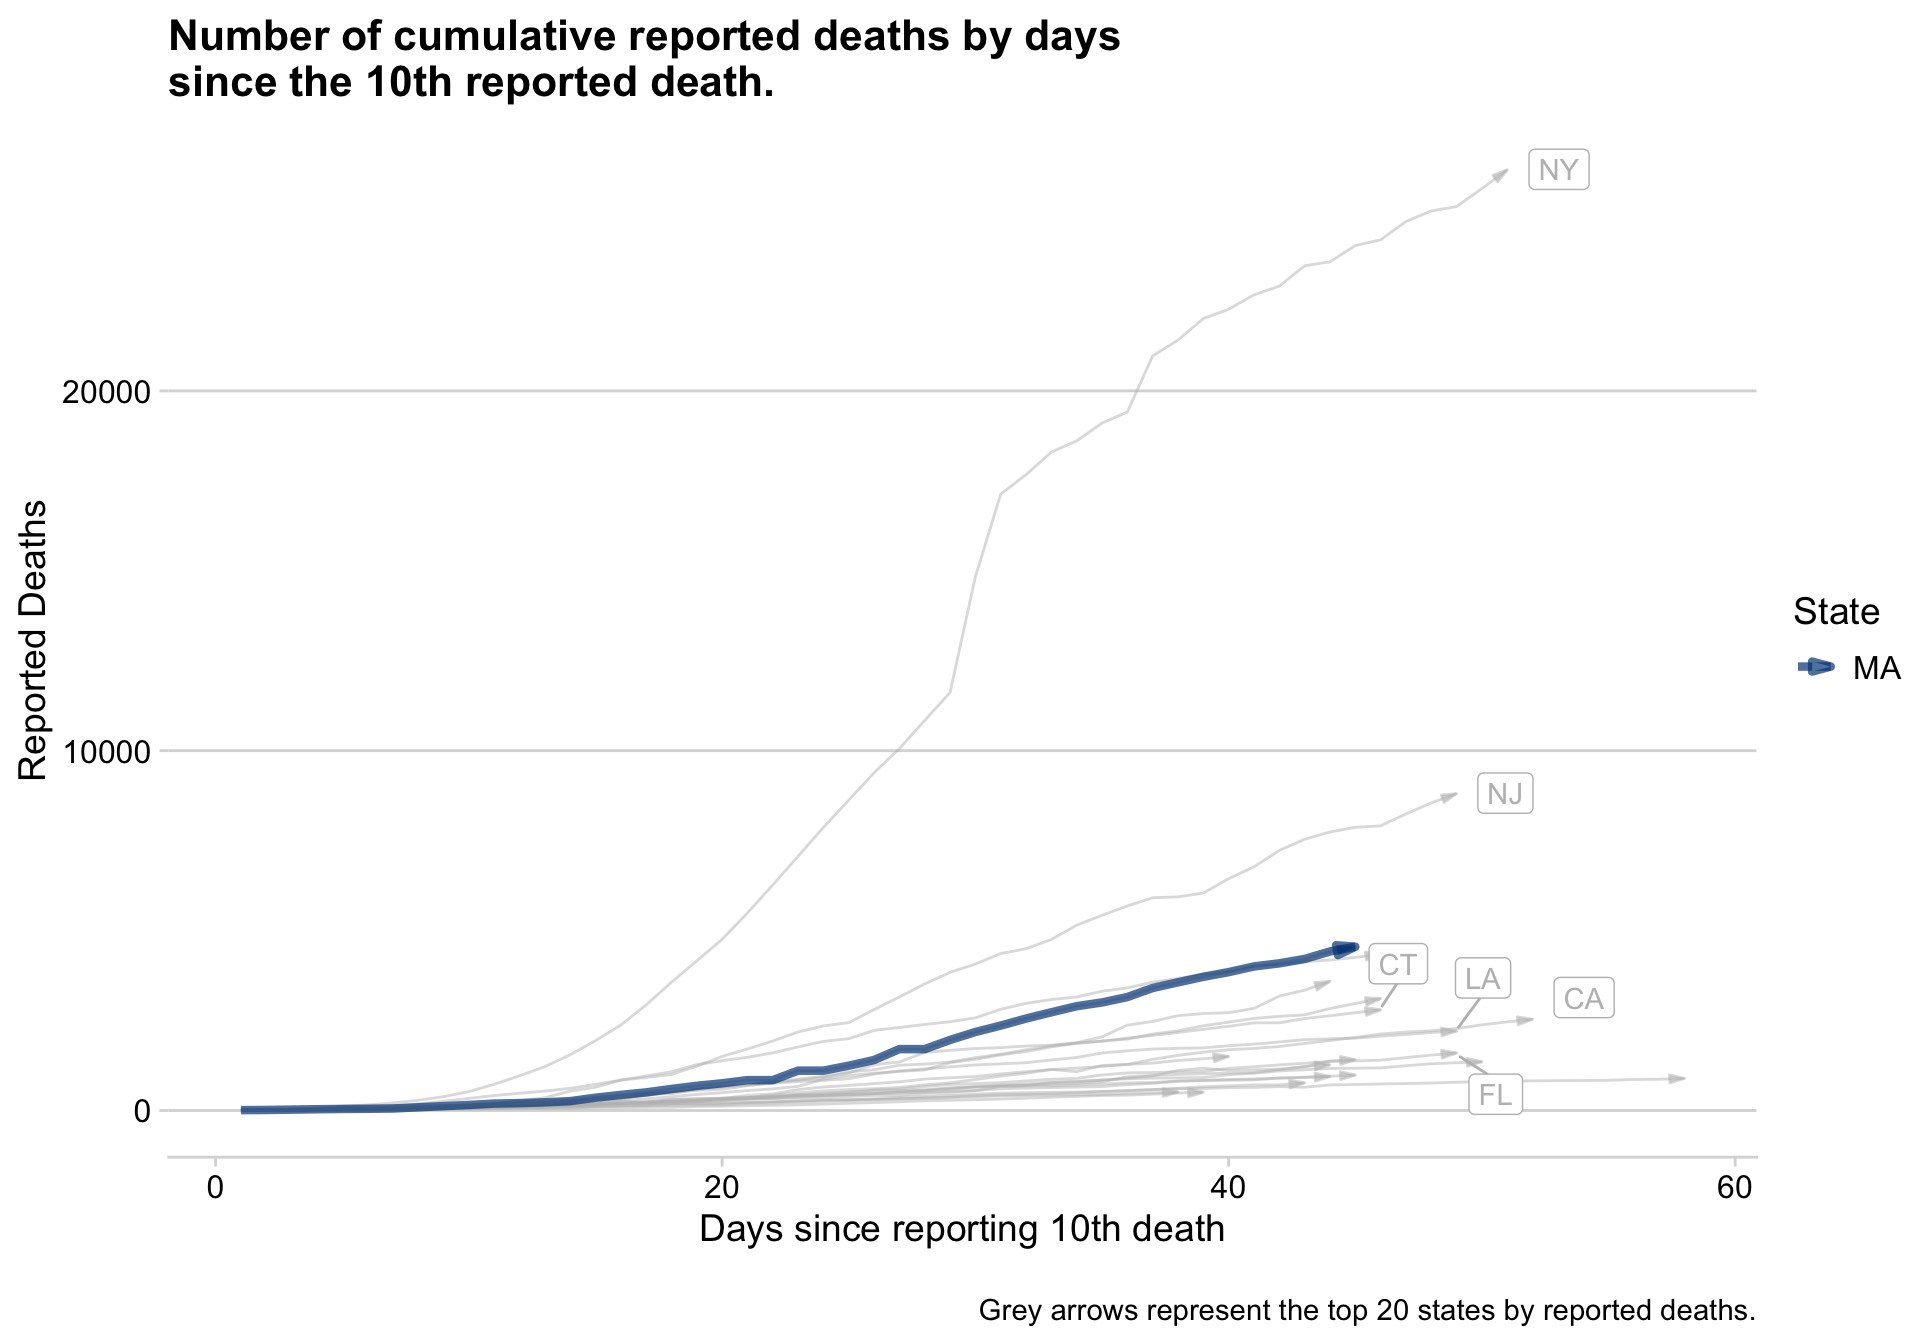 Number of cumulative reported deaths by days
since the 10th reported death.
NY
20000
Reported Deaths
State
MA
10000
NJ
CT
LA
CA
FL
0
0
20
40
60
Days since reporting 10th death
Grey arrows represent the top 20 states by reported deaths.